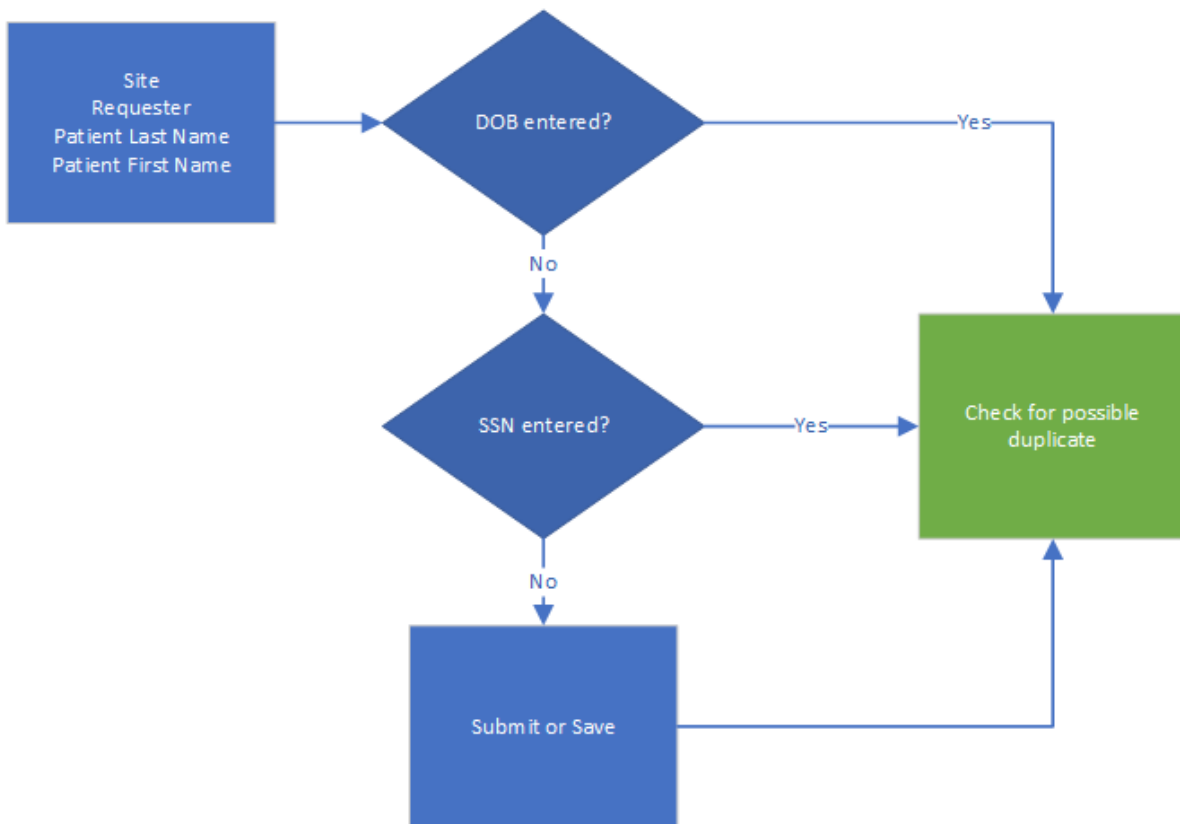 Site
Requester
Patient Last Name
Patient First Name
DOB entered?
Yes
No
SSN entered?
Yes
Check for possible
duplicate
No
Submit or Save